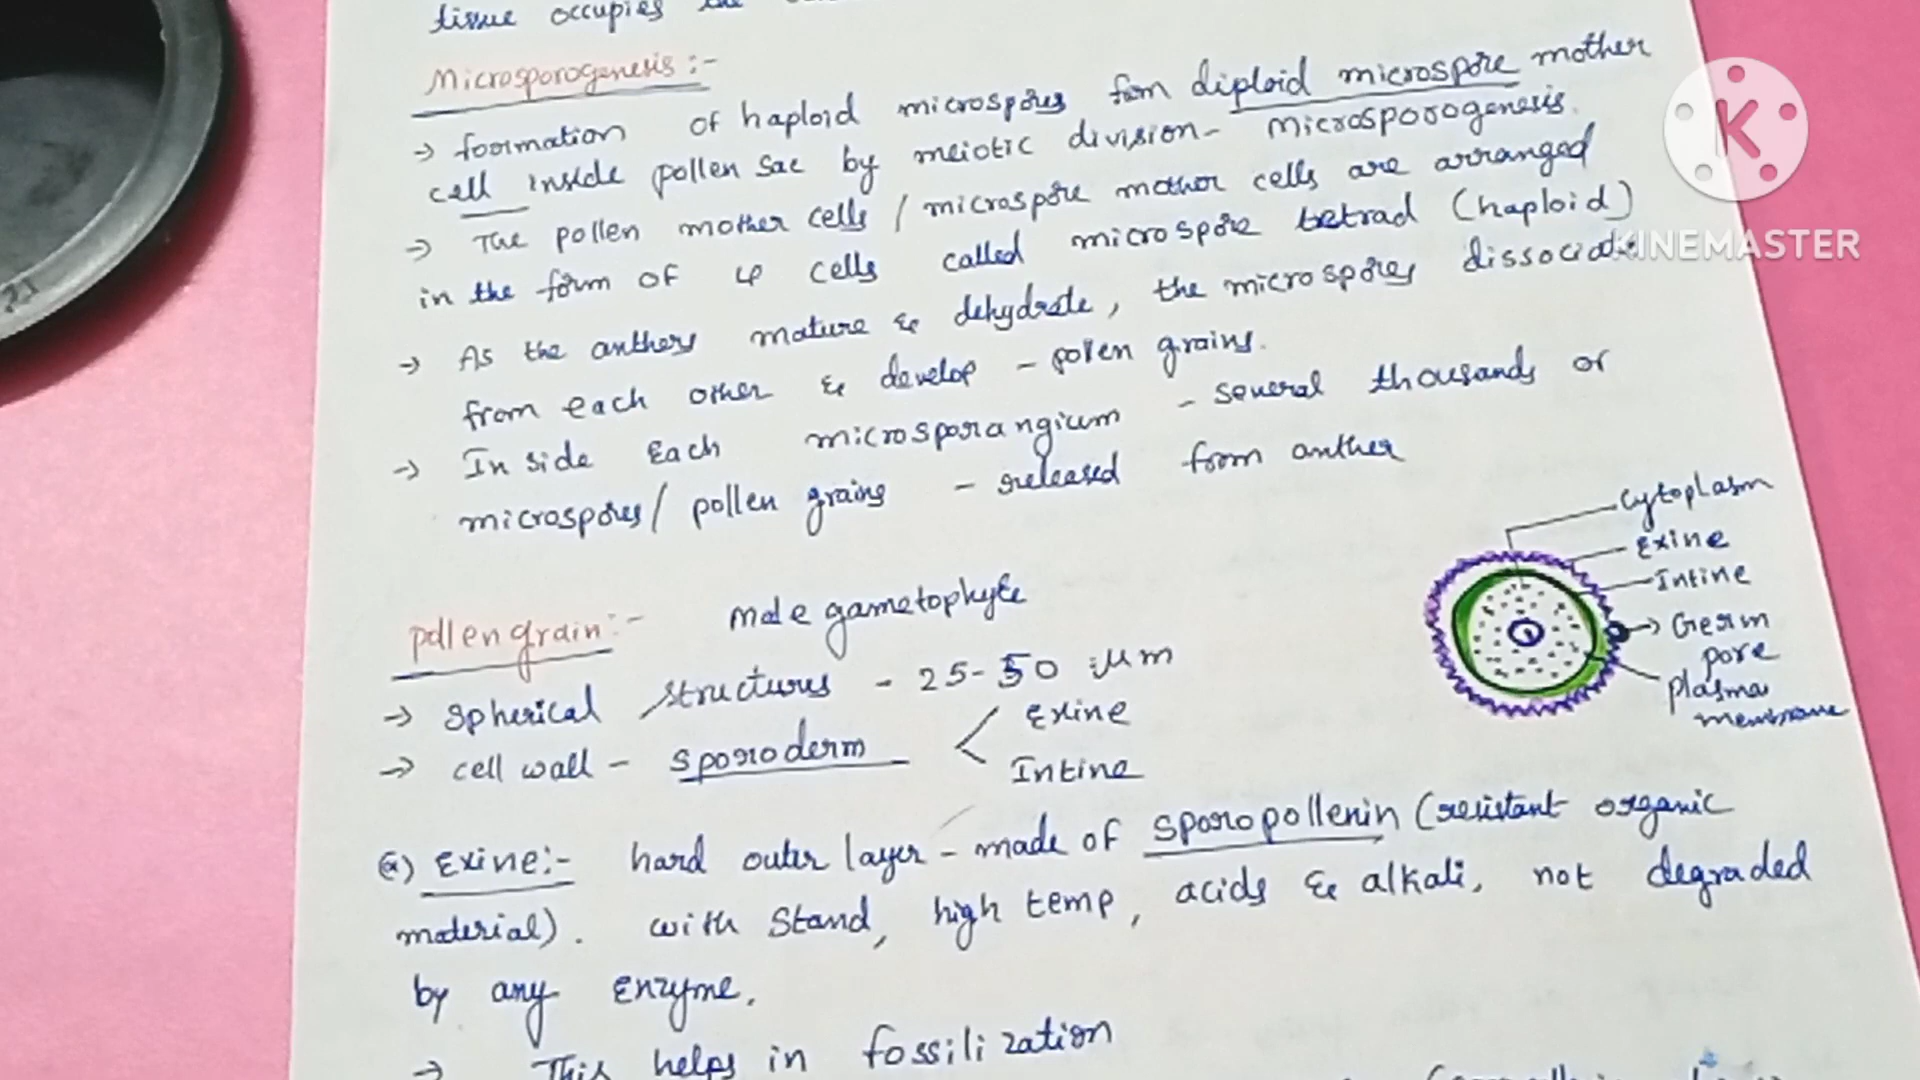 tissue occupies the
Microsporogenesis :-
→ formation of haploid microspores from diploid microspore mother
cell inside pollen sac by meiotic division - microsporogenesis.
→ The pollen mother cells / microspore mother cells are arranged
in the form of 4 cells called microspore tetrad (haploid)
→ As the anthers mature & dehydrate, the microspores dissociate
from each other & develop - pollen grains.
→ Inside Each microsporangium - several thousands or
microspores / pollen grains - released from anther
Pollen grain :- Male gametophyte
→ Spherical structures - 25-50 µm
→ cell wall - sporoderm < Exine
Intine
a) Exine :- hard outer layer - made of sporopollenin (resistant organic
material). with stand, high temp, acids & alkali, not degraded
by any Enzyme.
→ This helps in fossilization
Cytoplasm
Exine
Intine
→ Germ
pore
plasma
membrane
K
KINEMASTER